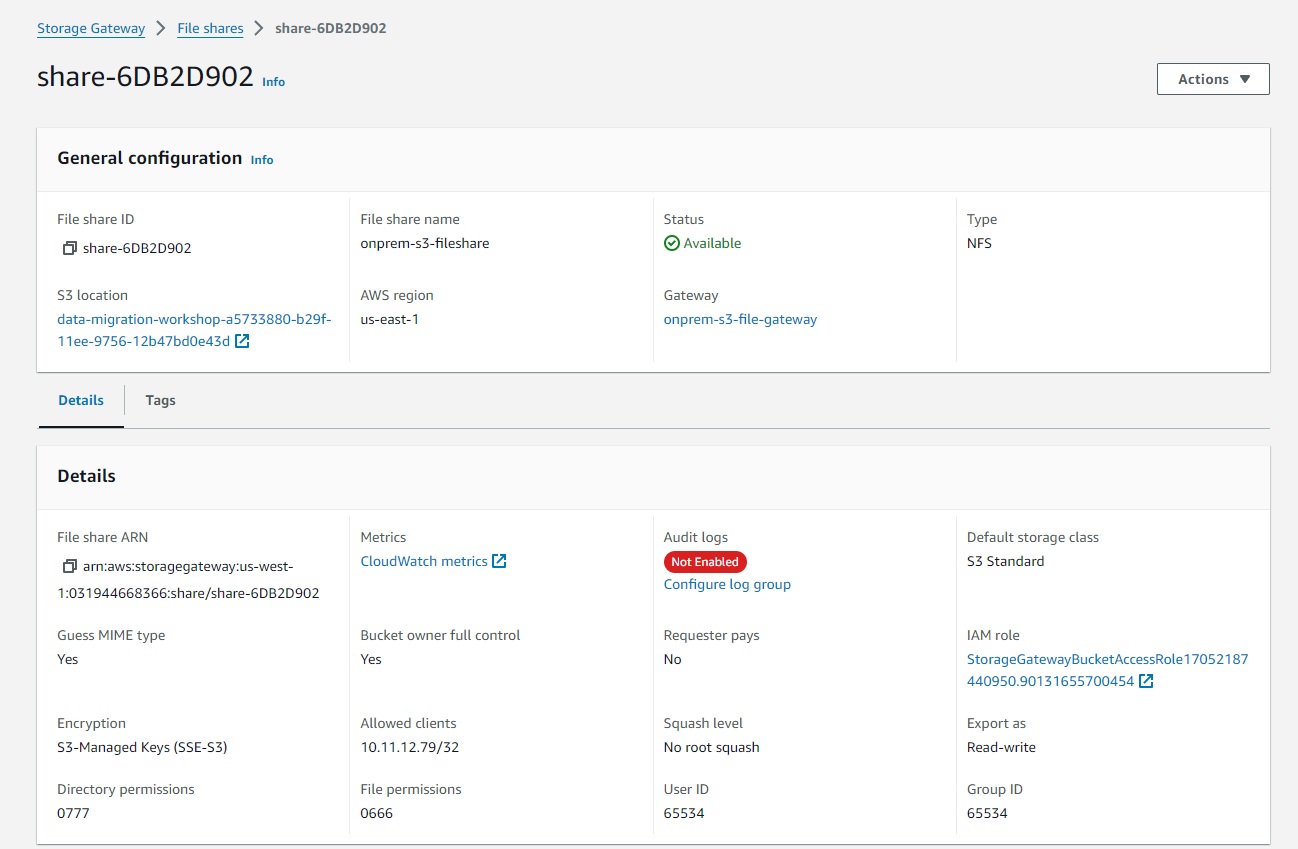 Storage Gateway > File shares > share-6DB2D902
share-6DB2D902 Info
Actions ▼
General configuration Info
File share ID
share-6DB2D902
File share name
onprem-s3-fileshare
Status
Available
Type
NFS
S3 location
data-migration-workshop-a5733880-b29f-
11ee-9756-12b47bd0e43d
AWS region
us-east-1
Gateway
onprem-s3-file-gateway
Details
Tags
Details
File share ARN
arn:aws:storagegateway:us-west-
1:031944668366:share/share-6DB2D902
Metrics
CloudWatch metrics
Audit logs
Not Enabled
Configure log group
Default storage class
S3 Standard
Guess MIME type
Yes
Bucket owner full control
Yes
Requester pays
No
IAM role
StorageGatewayBucketAccessRole17052187
440950.90131655700454
Encryption
S3-Managed Keys (SSE-S3)
Allowed clients
10.11.12.79/32
Squash level
No root squash
Export as
Read-write
Directory permissions
0777
File permissions
0666
User ID
65534
Group ID
65534